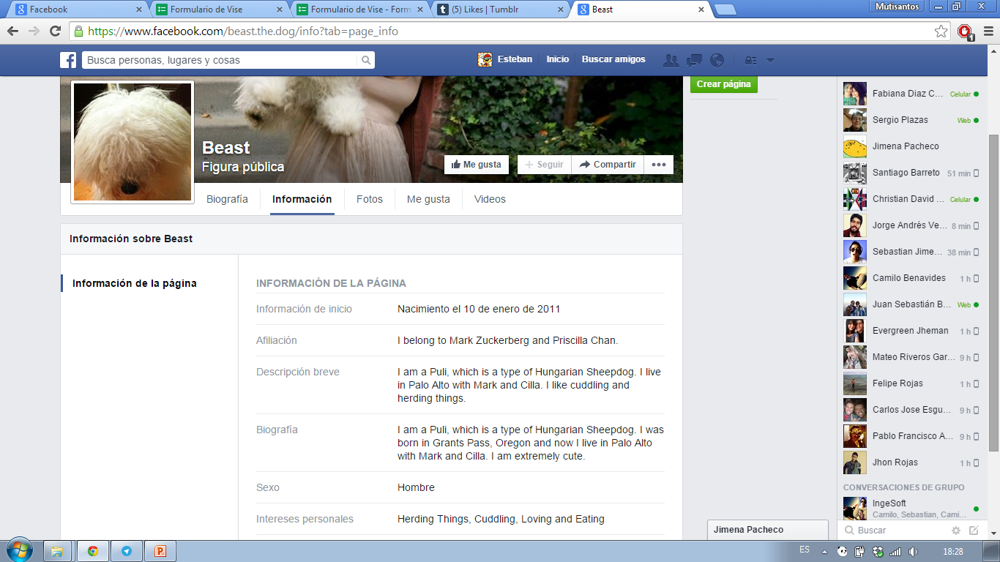 Facebook
Formulario de Vise
Formulario de Vise - Form
(5) Likes | Tumblr
Beast
Mutisantos
https://www.facebook.com/beast.the.dog/info?tab=page_info
1
Busca personas, lugares y cosas
Esteban
Inicio
Buscar amigos
Crear página
Beast
Figura pública
Me gusta
Seguir
Compartir
Biografía
Información
Fotos
Me gusta
Videos
Información sobre Beast
Información de la página
INFORMACIÓN DE LA PÁGINA
Información de inicio
Nacimiento el 10 de enero de 2011
Afiliación
I belong to Mark Zuckerberg and Priscilla Chan.
Descripción breve
I am a Puli, which is a type of Hungarian Sheepdog. I live
in Palo Alto with Mark and Cilla. I like cuddling and
herding things.
Biografía
I am a Puli, which is a type of Hungarian Sheepdog. I was
born in Grants Pass, Oregon and now I live in Palo Alto
with Mark and Cilla. I am extremely cute.
Sexo
Hombre
Intereses personales
Herding Things, Cuddling, Loving and Eating
Fabiana Diaz C... Celular
Sergio Plazas Web
Jimena Pacheco
Santiago Barreto 51 min
Christian David ... Celular
Jorge Andrés Ve... 8 min
Sebastian Jime... 38 min
Camilo Benavides 1 h
Juan Sebastián B... Web
Evergreen Jheman 1 h
Mateo Riveros Gar... 9 h
Felipe Rojas 1 h
Carlos Jose Esgu... 9 h
Pablo Francisco A... 9 h
Jhon Rojas 1 h
CONVERSACIONES DE GRUPO
IngeSoft
Camilo, Sebastian, Cami...
Buscar
Jimena Pacheco
ES
18:28